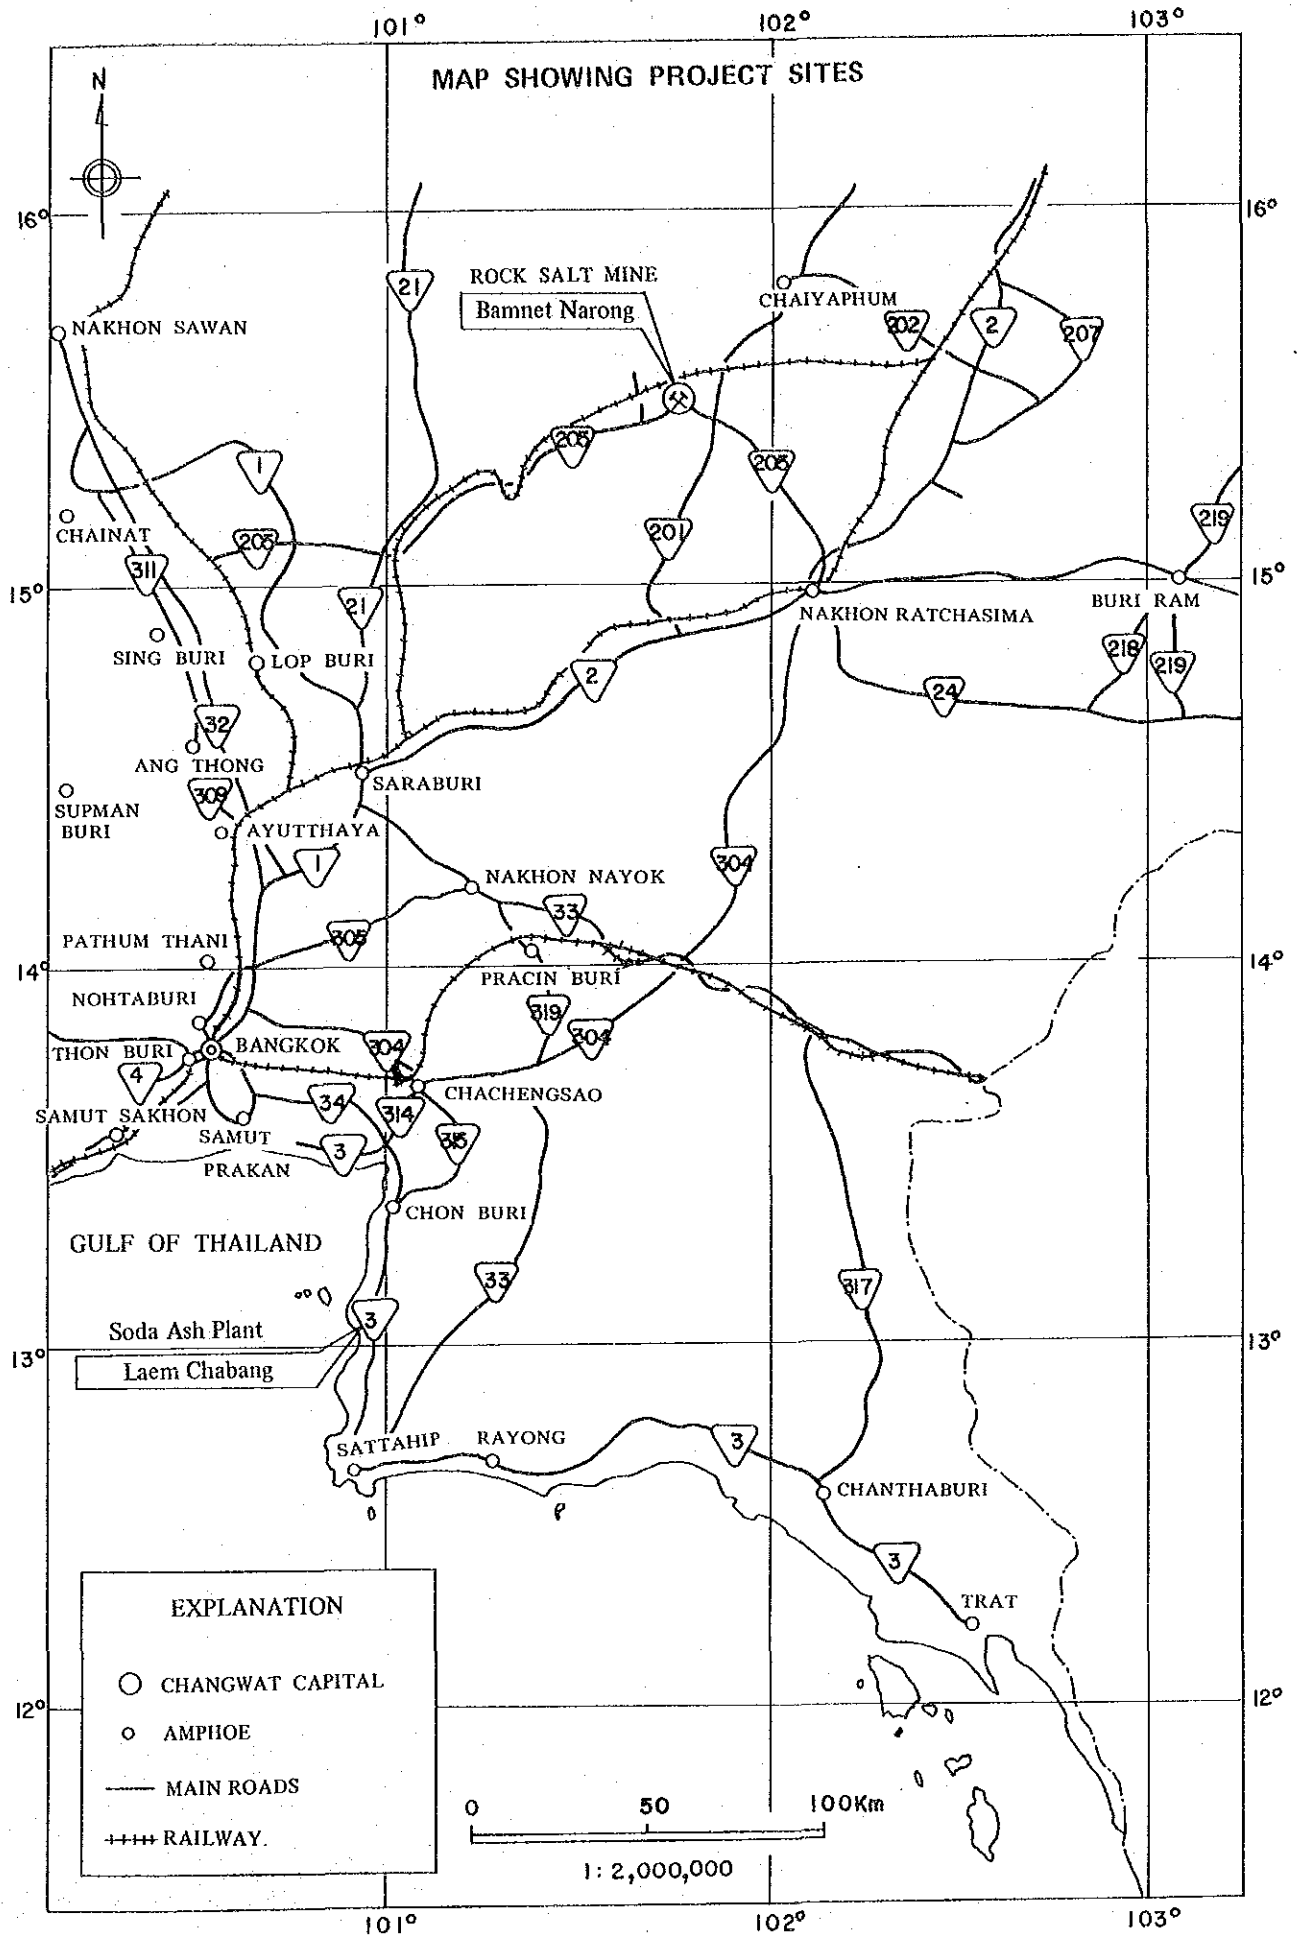 101° 102° 103°
MAP SHOWING PROJECT SITES
N
16° 16°
ROCK SALT MINE
Bamnet Narong
21
CHAIYAPHUM
NAKHON SAWAN
202
2
207
1
205
205
CHAINAT
205
201
219
311
15° 15°
21
NAKHON RATCHASIMA
BURI RAM
SING BURI
LOP BURI
218
219
2
24
32
ANG THONG
SARABURI
309
SUPMAN
BURI
AYUTTHAYA
1
304
NAKHON NAYOK
33
305
PATHUM THANI
14° 14°
PRACIN BURI
NOHTABURI
319
304
304
THON BURI
BANGKOK
4
CHACHENGSAO
34
314
SAMUT SAKHON
SAMUT
PRAKAN
3
315
CHON BURI
GULF OF THAILAND
33
317
3
Soda Ash Plant
Laem Chabang
13° 13°
SATTAHIP
RAYONG
3
CHANTHABURI
3
TRAT
EXPLANATION
CHANGWAT CAPITAL
AMPHOE
MAIN ROADS
RAILWAY.
12° 12°
0 50 100Km
1:2,000,000
101° 102° 103°